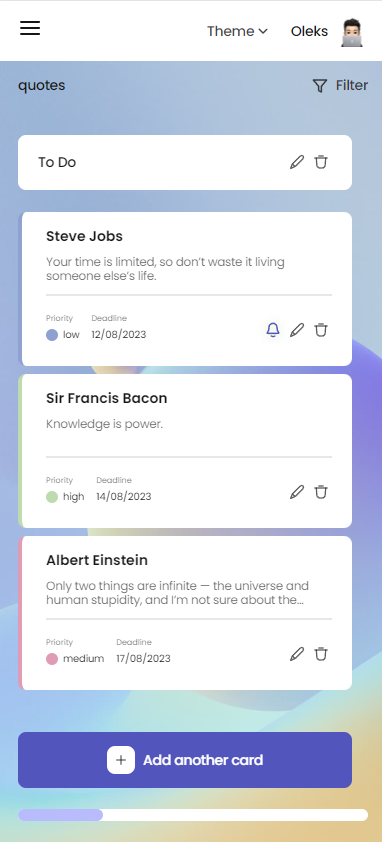 Theme Oleks
quotes Filter
To Do
Steve Jobs
Your time is limited, so don't waste it living
someone else's life.
Priority Deadline
low 12/08/2023
Sir Francis Bacon
Knowledge is power.
Priority Deadline
high 14/08/2023
Albert Einstein
Only two things are infinite — the universe and
human stupidity, and I'm not sure about the...
Priority Deadline
medium 17/08/2023
Add another card